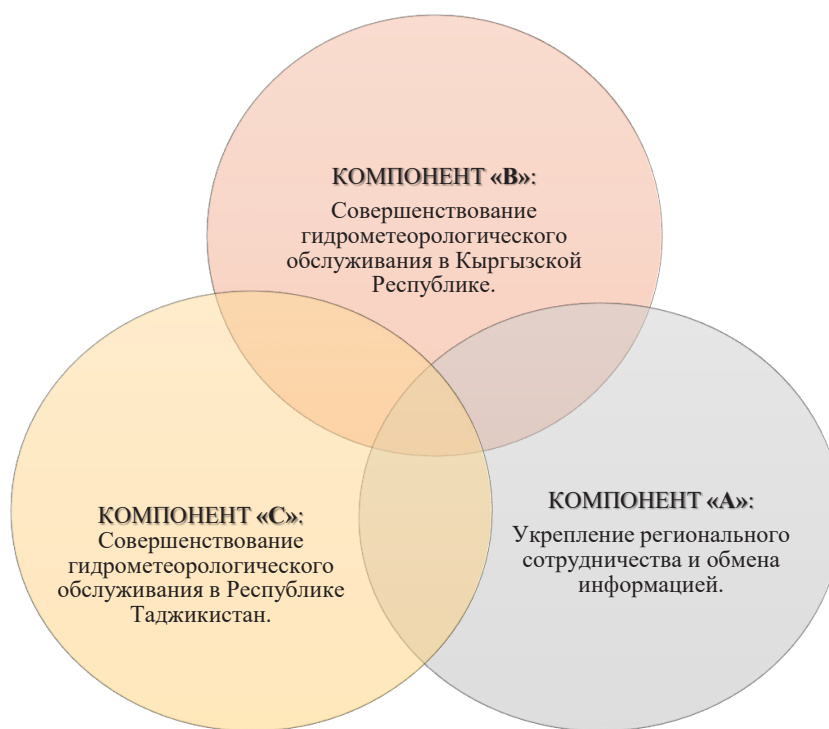 КОМПОНЕНТ «В»:
Совершенствование
гидрометеорологического
обслуживания в Кыргызской
Республике.
КОМПОНЕНТ «С»:
Совершенствование
гидрометеорологического
обслуживания в Республике
Таджикистан.
КОМПОНЕНТ «А»:
Укрепление регионального
сотрудничества и обмена
информацией.